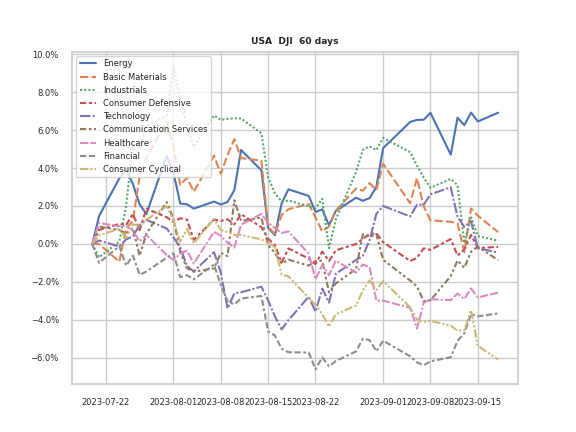 USA DJI 60 days
10.0%
8.0%
6.0%
4.0%
2.0%
0.0%
−2.0%
−4.0%
−6.0%
Energy
Basic Materials
Industrials
Consumer Defensive
Technology
Communication Services
Healthcare
Financial
Consumer Cyclical
2023-07-22 2023-08-01 2023-08-08 2023-08-15 2023-08-22 2023-09-01 2023-09-08 2023-09-15